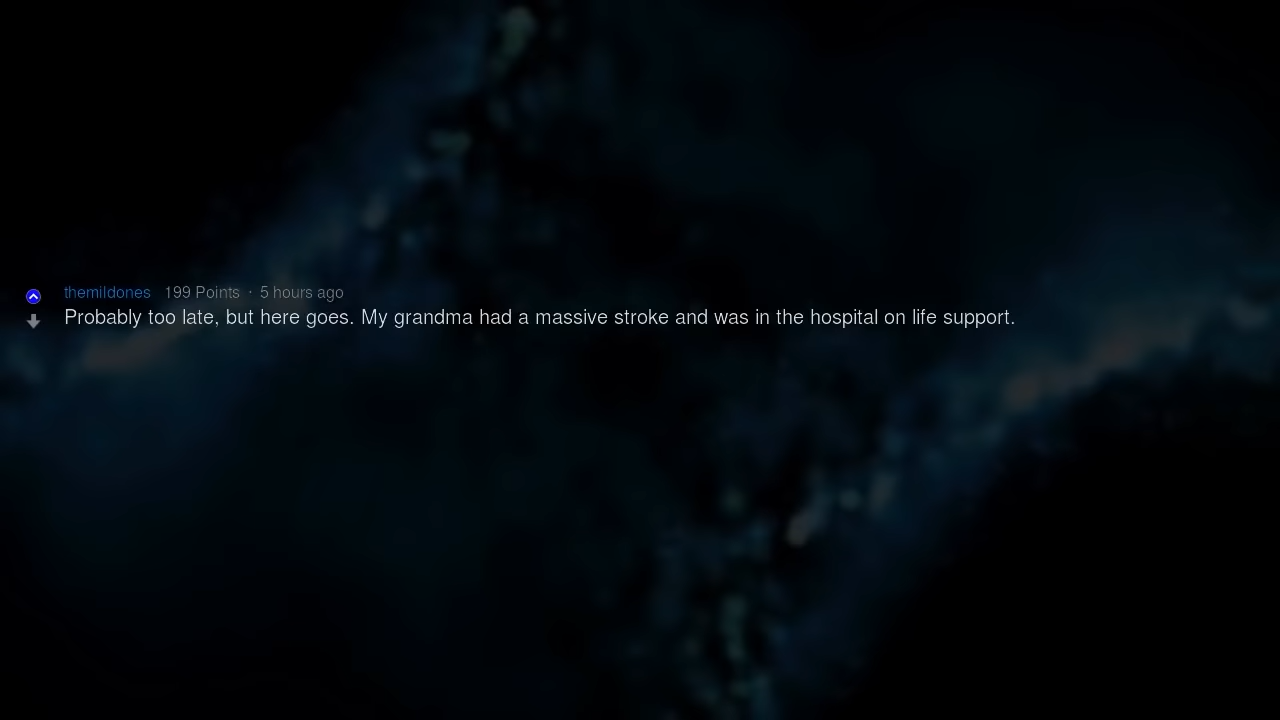 themildones 199 Points · 5 hours ago
Probably too late, but here goes. My grandma had a massive stroke and was in the hospital on life support.